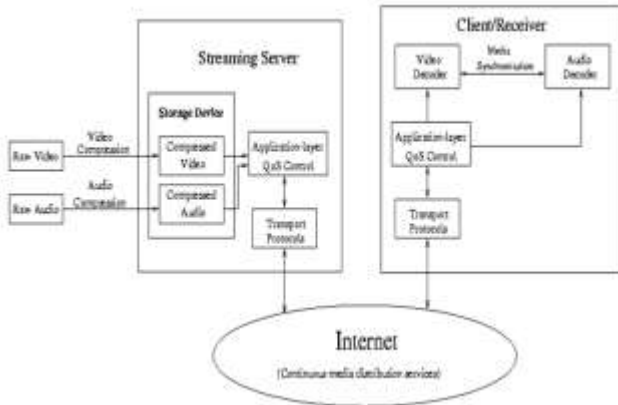 Streaming Server
Client/Receiver
Video
Decoder
Media
Synchronization
Audio
Decoder
Storage Device
Raw Video
Video
Compression
Compressed
Video
Application-layer
QoS Control
Application-layer
QoS Control
Raw Audio
Audio
Compression
Compressed
Audio
Transport
Protocols
Transport
Protocols
Internet
(Continuous media distribution services)